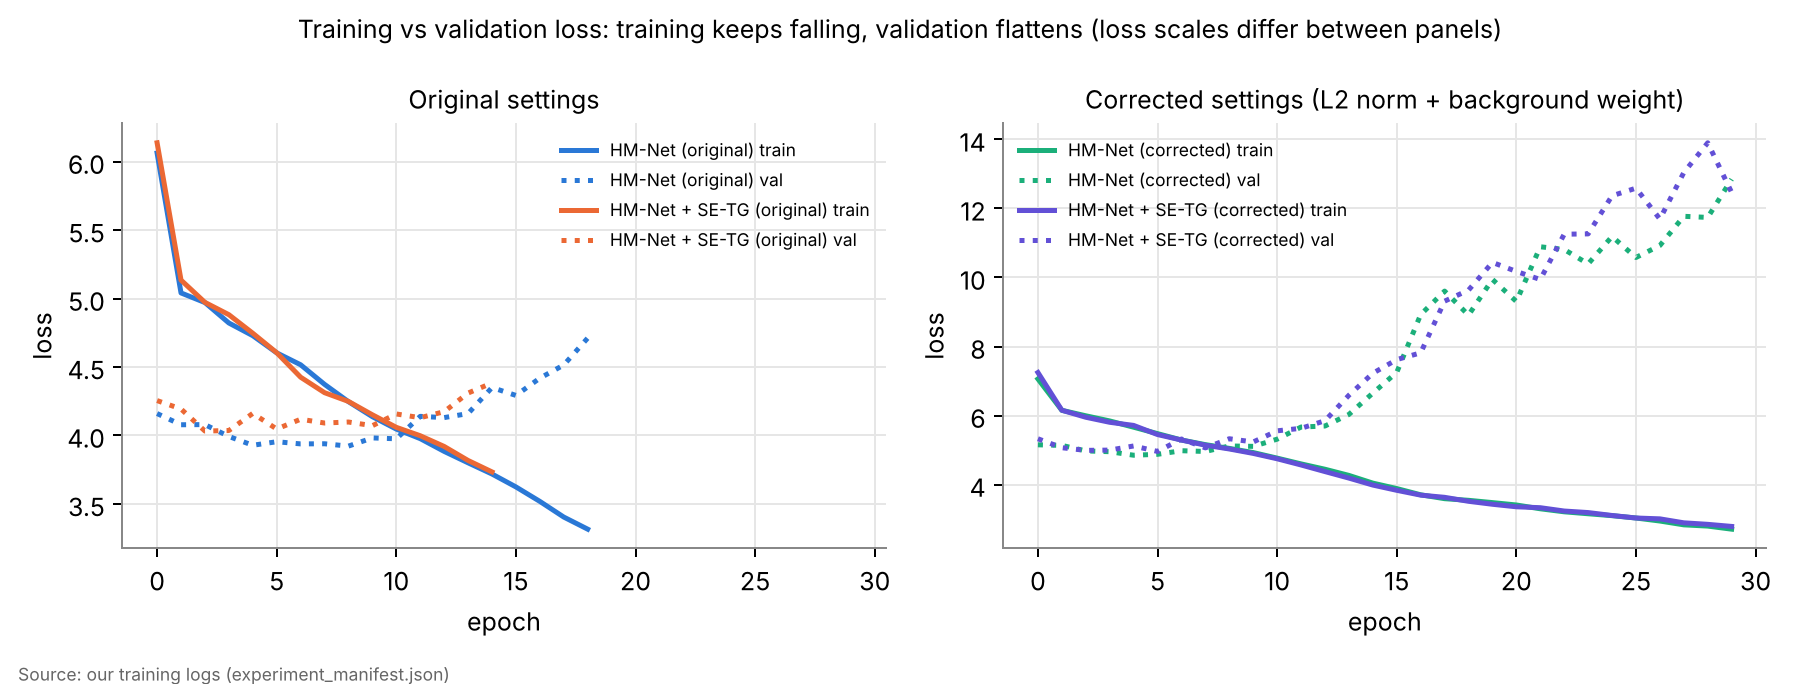 Training vs validation loss: training keeps falling, validation flattens (loss scales differ between panels)
Original settings
6.0
5.5
5.0
4.5
4.0
3.5
loss
HM-Net (original) train
HM-Net (original) val
HM-Net + SE-TG (original) train
HM-Net + SE-TG (original) val
0 5 10 15 20 25 30
epoch
Corrected settings (L2 norm + background weight)
14
12
10
8
6
4
loss
HM-Net (corrected) train
HM-Net (corrected) val
HM-Net + SE-TG (corrected) train
HM-Net + SE-TG (corrected) val
0 5 10 15 20 25 30
epoch
Source: our training logs (experiment_manifest.json)